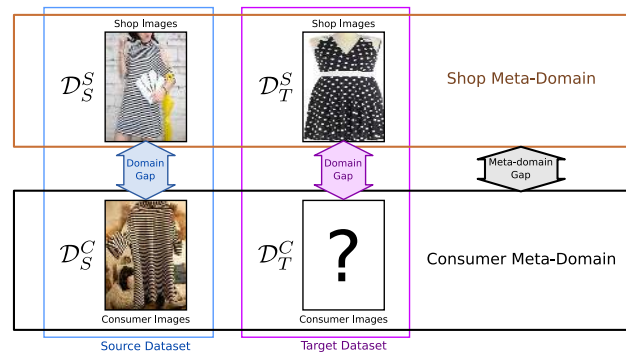 Shop Images
Shop Images
$\mathcal{D}_S^S$
$\mathcal{D}_T^S$
Shop Meta-Domain
Domain
Gap
Domain
Gap
Meta-domain
Gap
$\mathcal{D}_S^C$
$\mathcal{D}_T^C$
?
Consumer Meta-Domain
Consumer Images
Consumer Images
Source Dataset
Target Dataset